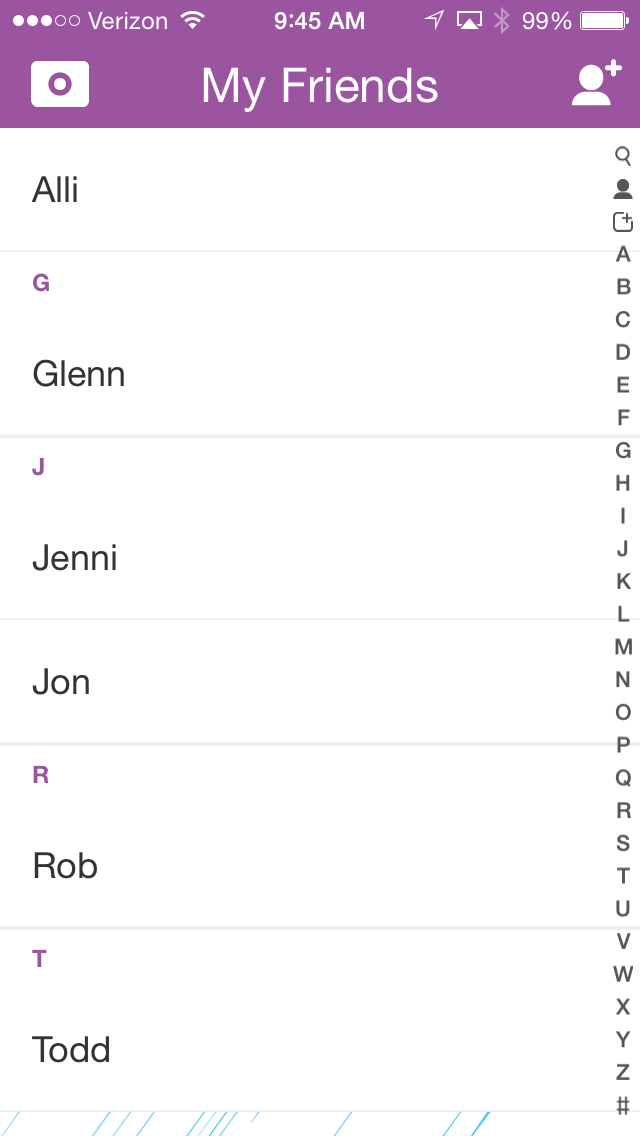 Verizon 9:45 AM 99%
My Friends
Alli
G
Glenn
J
Jenni
Jon
R
Rob
T
Todd
A
B
C
D
E
F
G
H
I
J
K
L
M
N
O
P
Q
R
S
T
U
V
W
X
Y
Z
#